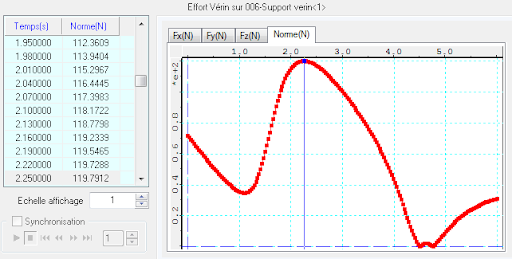 Effort Vérin sur 006-Support verin<1>
Temps(s) Norme(N)
1.950000 112.3609
1.980000 113.9404
2.010000 115.2967
2.040000 116.4445
2.070000 117.3983
2.100000 118.1722
2.130000 118.7798
2.160000 119.2339
2.190000 119.5465
2.220000 119.7288
2.250000 119.7912
Echelle affichage 1
Synchronisation
1
Fx(N) Fy(N) Fz(N) Norme(N)
1.0 2.0 3.0 4.0 5.0
*e+2
0.8
0.6
0.4
0.2